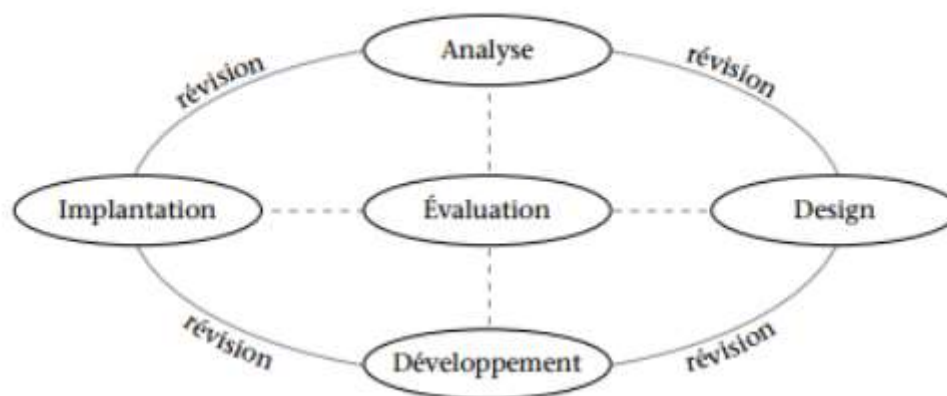 Analyse
révision
révision
Implantation
Évaluation
Design
révision
Développement
révision